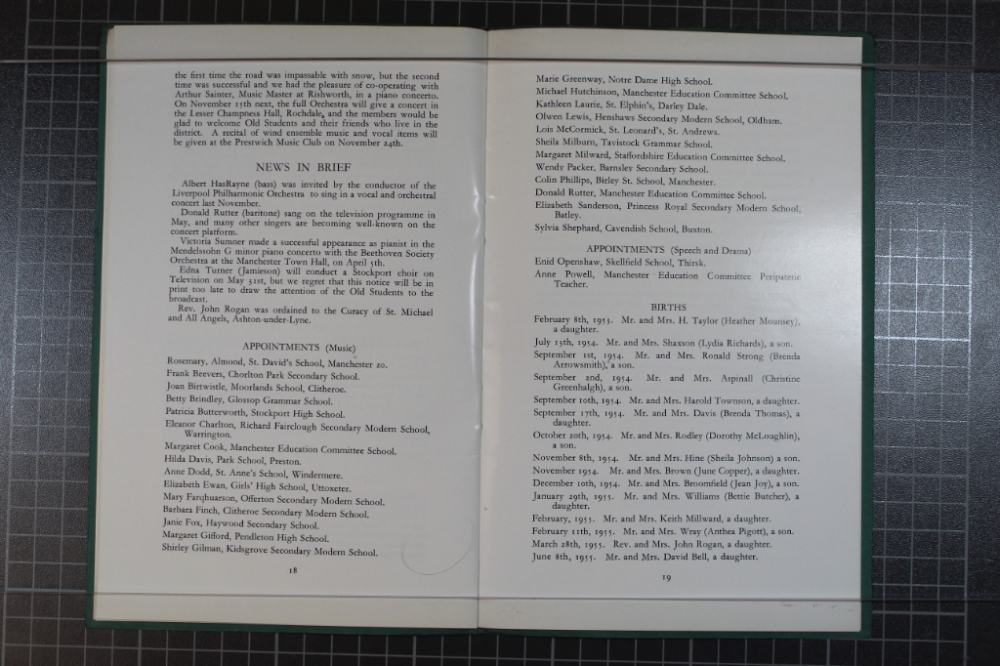 the first time the road was impassable with snow, but the second
time was successful and we had the pleasure of co-operating with
Arthur Sainter, Music Master at Rishworth, in a piano concerto.
On November 15th next, the full Orchestra will give a concert in
the Lesser Champness Hall, Rochdale, and the members would be
glad to welcome Old Students and their friends who live in the
district. A recital of wind ensemble music and vocal items will
be given at the Prestwich Music Club on November 24th.
NEWS IN BRIEF
Albert HasRayne (bass) was invited by the conductor of the
Liverpool Philharmonic Orchestra to sing in a vocal and orchestral
concert last November.
Donald Rutter (baritone) sang on the television programme in
May, and many other singers are becoming well-known on the
concert platform.
Victoria Sumner made a successful appearance as pianist in the
Mendelssohn G minor piano concerto with the Beethoven Society
Orchestra at the Manchester Town Hall, on April 5th.
Edna Turner (Jamieson) will conduct a Stockport choir on
Television on May 31st, but we regret that this notice will be in
print too late to draw the attention of the Old Students to the
broadcast.
Rev. John Rogan was ordained to the Curacy of St. Michael
and All Angels, Ashton-under-Lyne.
APPOINTMENTS (Music)
Rosemary, Almond, St. David's School, Manchester 20.
Frank Beevers, Chorlton Park Secondary School.
Joan Birtwistle, Moorlands School, Clitheroe.
Betty Brindley, Glossop Grammar School.
Patricia Butterworth, Stockport High School.
Eleanor Charlton, Richard Fairclough Secondary Modern School,
Warrington.
Margaret Cook, Manchester Education Committee School.
Hilda Davis, Park School, Preston.
Anne Dodd, St. Anne's School, Windermere.
Elizabeth Ewan, Girls' High School, Uttoxeter.
Mary Farquharson, Offerton Secondary Modern School.
Barbara Finch, Clitheroe Secondary Modern School.
Janie Fox, Haywood Secondary School.
Margaret Gifford, Pendleton High School.
Shirley Gilman, Kidsgrove Secondary Modern School.
18
Marie Greenway, Notre Dame High School.
Michael Hutchinson, Manchester Education Committee School.
Kathleen Laurie, St. Elphin's, Darley Dale.
Olwen Lewis, Henshaws Secondary Modern School, Oldham.
Lois McCormick, St. Leonard's, St. Andrews.
Sheila Milburn, Tavistock Grammar School.
Margaret Milward, Staffordshire Education Committee School.
Wendy Packer, Barnsley Secondary School.
Colin Phillips, Birley St. School, Manchester.
Donald Rutter, Manchester Education Committee School.
Elizabeth Sanderson, Princess Royal Secondary Modern School,
Batley.
Sylvia Shephard, Cavendish School, Buxton.
APPOINTMENTS (Speech and Drama)
Enid Openshaw, Skellfield School, Thirsk.
Anne Powell, Manchester Education Committee Peripatetic
Teacher.
BIRTHS
February 8th, 1953. Mr. and Mrs. H. Taylor (Heather Mounsey),
a daughter.
July 13th, 1954. Mr. and Mrs. Shaxson (Lydia Richards), a son.
September 1st, 1954. Mr. and Mrs. Ronald Strong (Brenda
Arrowsmith), a son.
September 2nd, 1954. Mr. and Mrs. Aspinall (Christine
Greenhalgh), a son.
September 10th, 1954. Mr. and Mrs. Harold Townson, a daughter.
September 17th, 1954. Mr. and Mrs. Davis (Brenda Thomas), a
daughter.
October 20th, 1954. Mr. and Mrs. Rodley (Dorothy McLoughlin),
a son.
November 8th, 1954. Mr. and Mrs. Hine (Sheila Johnson) a son.
November 1954. Mr. and Mrs. Brown (June Copper), a daughter.
December 10th, 1954. Mr. and Mrs. Broomfield (Jean Joy), a son.
January 29th, 1955. Mr. and Mrs. Williams (Bettie Butcher), a
daughter.
February, 1955. Mr. and Mrs. Keith Millward, a daughter.
February 11th, 1955. Mr. and Mrs. Wray (Anthea Pigott), a son.
March 28th, 1955. Rev. and Mrs. John Rogan, a daughter.
June 8th, 1955. Mr. and Mrs. David Bell, a daughter.
19